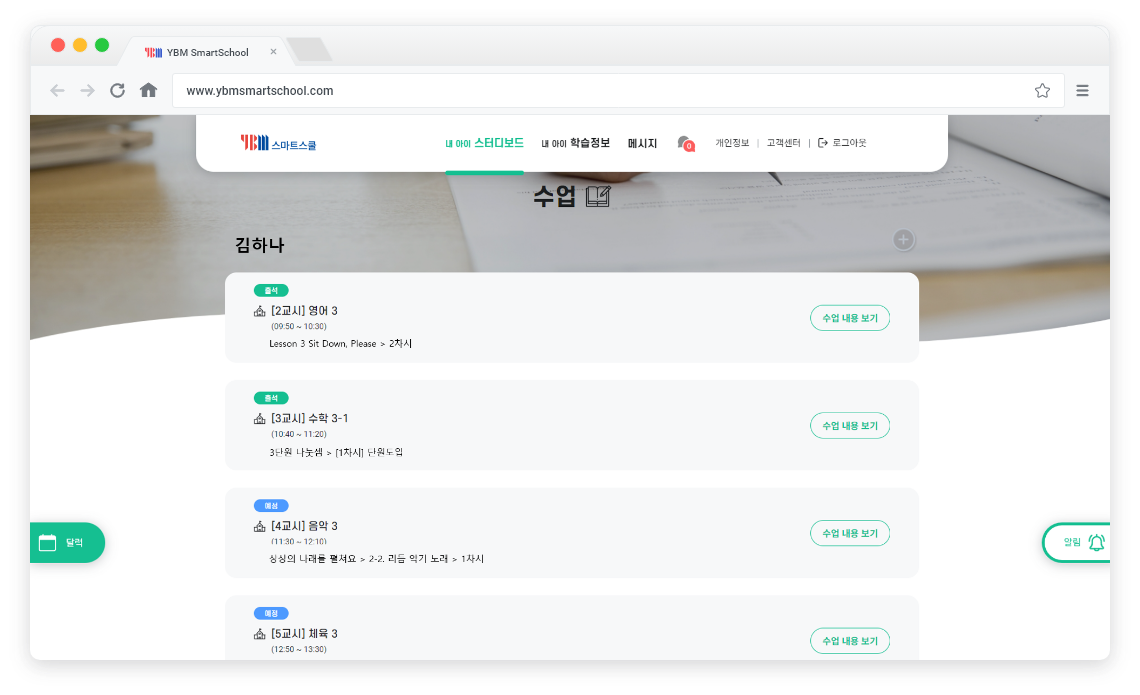 YBM SmartSchool
www.ybmsmartschool.com
YBM 스마트스쿨
내 아이 스터디보드
내 아이 학습정보
메시지
0
개인정보 | 고객센터 | 로그아웃
수업
김하나
출석
[2교시] 영어 3
(09:50 ~ 10:30)
Lesson 3 Sit Down, Please > 2차시
수업 내용 보기
출석
[3교시] 수학 3-1
(10:40 ~ 11:20)
3단원 나눗셈 > [1차시] 단원도입
수업 내용 보기
예정
[4교시] 음악 3
(11:30 ~ 12:10)
상상의 나래를 펼쳐요 > 2-2. 리듬 악기 노래 > 1차시
수업 내용 보기
예정
[5교시] 체육 3
(12:50 ~ 13:30)
수업 내용 보기
달력
알림